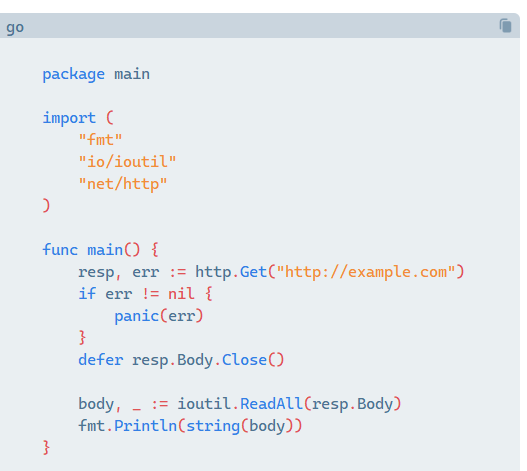 go
package main
import (
"fmt"
"io/ioutil"
"net/http"
)
func main() {
resp, err := http.Get("http://example.com")
if err != nil {
panic(err)
}
defer resp.Body.Close()
body, _ := ioutil.ReadAll(resp.Body)
fmt.Println(string(body))
}